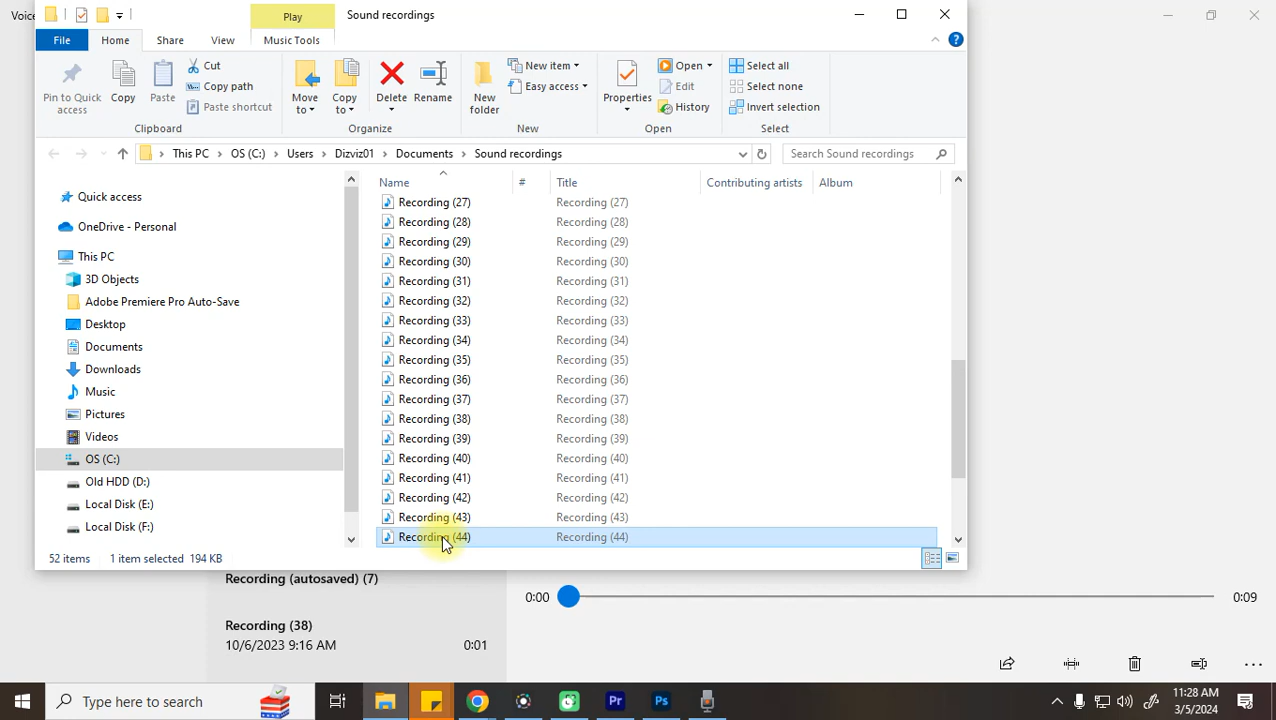 Voice
Play
Sound recordings
File
Home
Share
View
Music Tools
Pin to Quick access
Copy
Paste
Cut
Copy path
Paste shortcut
Move to
Copy to
Delete
Rename
New folder
New item
Easy access
Properties
Open
Edit
History
Select all
Select none
Invert selection
Clipboard
Organize
New
Open
Select
This PC > OS (C:) > Users > Dizviz01 > Documents > Sound recordings
Search Sound recordings
Quick access
OneDrive - Personal
This PC
3D Objects
Adobe Premiere Pro Auto-Save
Desktop
Documents
Downloads
Music
Pictures
Videos
OS (C:)
Old HDD (D:)
Local Disk (E:)
Local Disk (F:)
Name # Title Contributing artists Album
Recording (27) Recording (27)
Recording (28) Recording (28)
Recording (29) Recording (29)
Recording (30) Recording (30)
Recording (31) Recording (31)
Recording (32) Recording (32)
Recording (33) Recording (33)
Recording (34) Recording (34)
Recording (35) Recording (35)
Recording (36) Recording (36)
Recording (37) Recording (37)
Recording (38) Recording (38)
Recording (39) Recording (39)
Recording (40) Recording (40)
Recording (41) Recording (41)
Recording (42) Recording (42)
Recording (43) Recording (43)
Recording (44) Recording (44)
52 items 1 item selected 194 KB
Recording (autosaved) (7)
Recording (38)
10/6/2023 9:16 AM 0:01
0:00 0:09
Type here to search
Pr
Ps
11:28 AM
3/5/2024